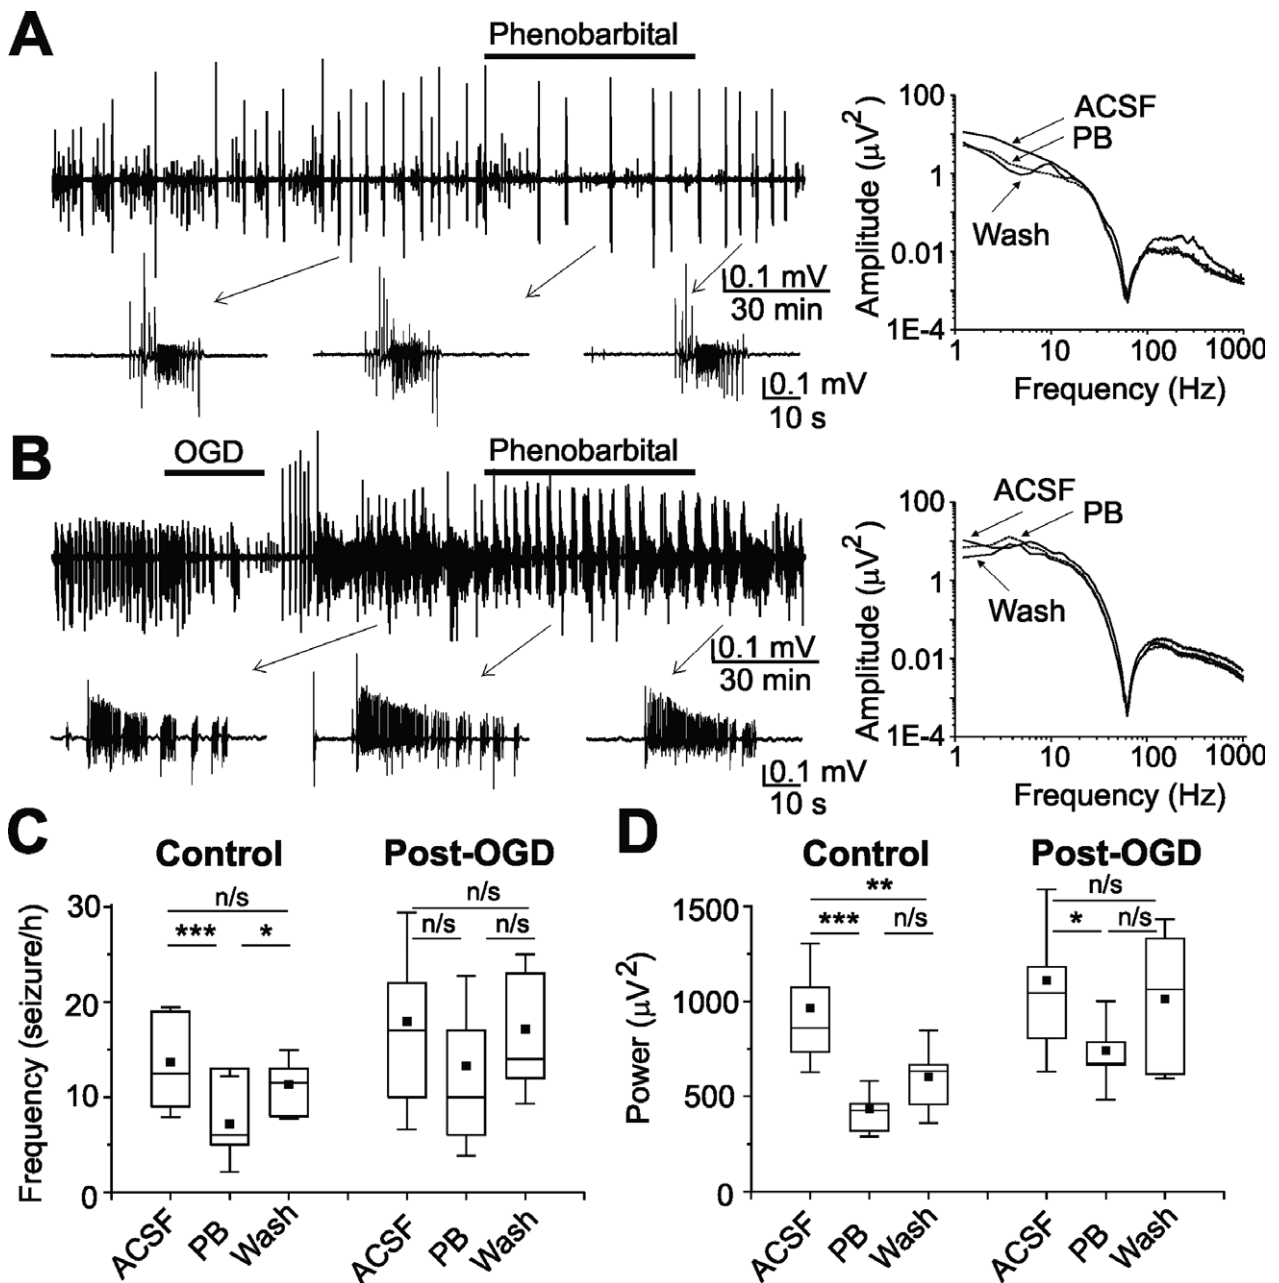 A
Phenobarbital
0.1 mV
30 min
0.1 mV
10 s
100
1
0.01
1E-4
Amplitude (µV²)
ACSF
PB
Wash
1 10 100 1000
Frequency (Hz)
B
OGD
Phenobarbital
0.1 mV
30 min
0.1 mV
10 s
100
1
0.01
1E-4
Amplitude (µV²)
ACSF
PB
Wash
1 10 100 1000
Frequency (Hz)
C
Control Post-OGD
n/s n/s
*** * n/s n/s
30
20
10
0
Frequency (seizure/h)
ACSF PB Wash ACSF PB Wash
D
Control Post-OGD
** n/s
*** n/s * n/s
1500
1000
500
0
Power (µV²)
ACSF PB Wash ACSF PB Wash